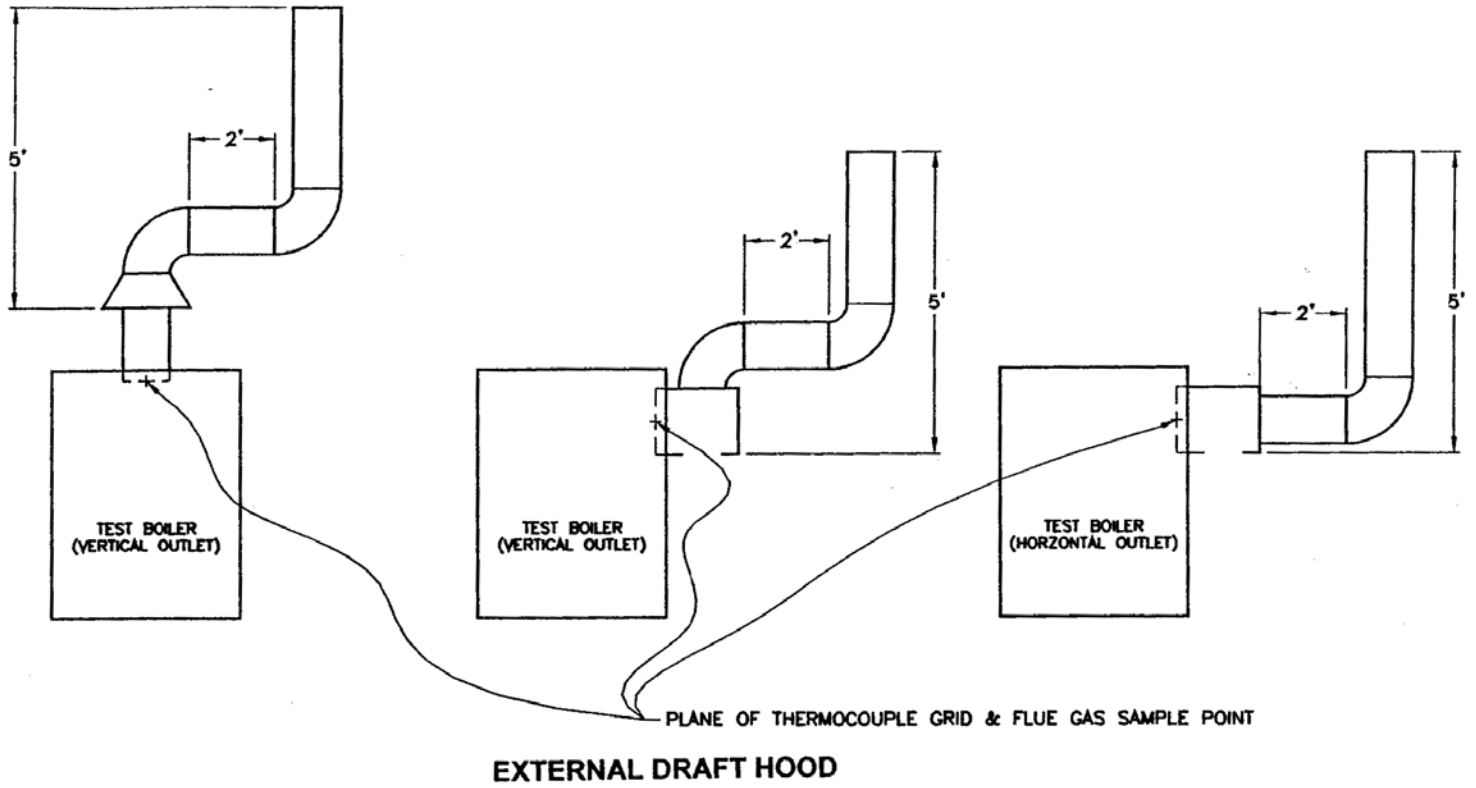 5'
2'
2'
5'
2'
5'
TEST BOILER
(VERTICAL OUTLET)
TEST BOILER
(VERTICAL OUTLET)
TEST BOILER
(HORZONTAL OUTLET)
PLANE OF THERMOCOUPLE GRID & FLUE GAS SAMPLE POINT
EXTERNAL DRAFT HOOD